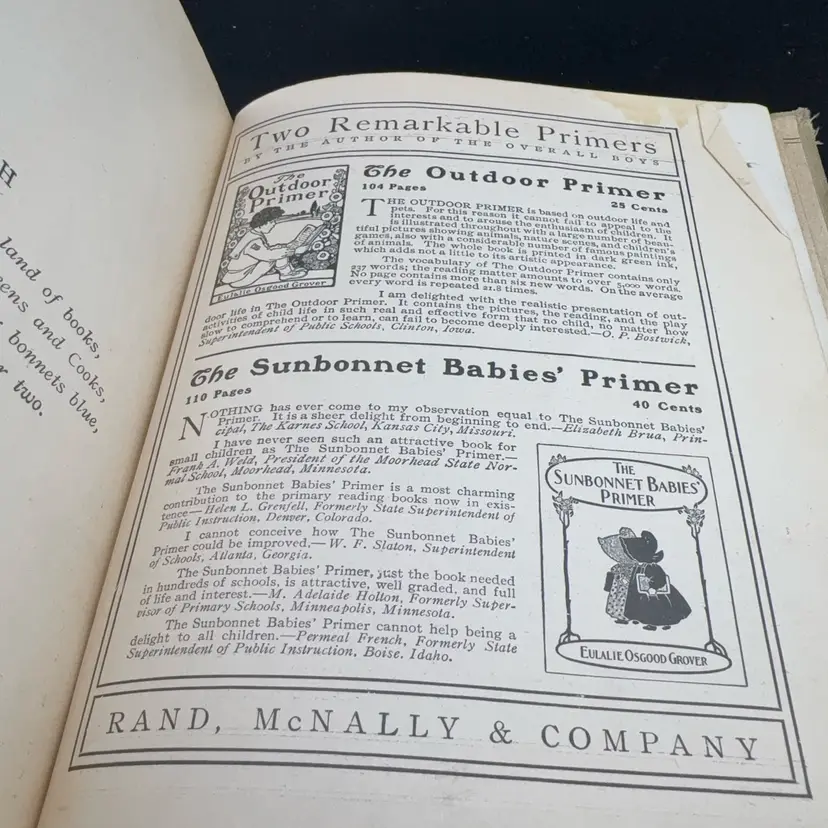 H
land of books,
eens and Cooks,
bonnets blue,
r two.
Two Remarkable Primers
BY THE AUTHOR OF THE OVERALL BOYS
The
Outdoor
Primer
Eulalie Osgood Grover
The Outdoor Primer
104 Pages 25 Cents
THE OUTDOOR PRIMER is based on outdoor life and
pets. For this reason it cannot fail to appeal to the
interests and to arouse the enthusiasm of children. It
is illustrated throughout with a large number of beau-
tiful pictures showing animals, nature scenes, and children's
games, also with a considerable number of famous paintings
of animals. The whole book is printed in dark green ink,
which adds not a little to its artistic appearance.
The vocabulary of The Outdoor Primer contains only
237 words; the reading matter amounts to over 5,000 words.
No page contains more than six new words. On the average
every word is repeated 21.8 times.
I am delighted with the realistic presentation of out-
door life in The Outdoor Primer. It contains the pictures, the reading, and the play
activities of child life in such real and effective form that no child, no matter how
slow to comprehend or to learn, can fail to become deeply interested.—O. P. Bostwick,
Superintendent of Public Schools, Clinton, Iowa.
The Sunbonnet Babies' Primer
110 Pages 40 Cents
NOTHING has ever come to my observation equal to The Sunbonnet Babies'
Primer. It is a sheer delight from beginning to end.—Elizabeth Brua, Prin-
cipal, The Karnes School, Kansas City, Missouri.
I have never seen such an attractive book for
small children as The Sunbonnet Babies' Primer.—
Frank A. Weld, President of the Moorhead State Nor-
mal School, Moorhead, Minnesota.
The Sunbonnet Babies' Primer is a most charming
contribution to the primary reading books now in exis-
tence—Helen L. Grenfell, Formerly State Superintendent of
Public Instruction, Denver, Colorado.
I cannot conceive how The Sunbonnet Babies'
Primer could be improved.—W. F. Slaton, Superintendent
of Schools, Atlanta, Georgia.
The Sunbonnet Babies' Primer, just the book needed
in hundreds of schools, is attractive, well graded, and full
of life and interest.—M. Adelaide Holton, Formerly Super-
visor of Primary Schools, Minneapolis, Minnesota.
The Sunbonnet Babies' Primer cannot help being a
delight to all children.—Permeal French, Formerly State
Superintendent of Public Instruction, Boise. Idaho.
THE
SUNBONNET BABIES'
PRIMER
EULALIE OSGOOD GROVER
RAND, McNALLY & COMPANY